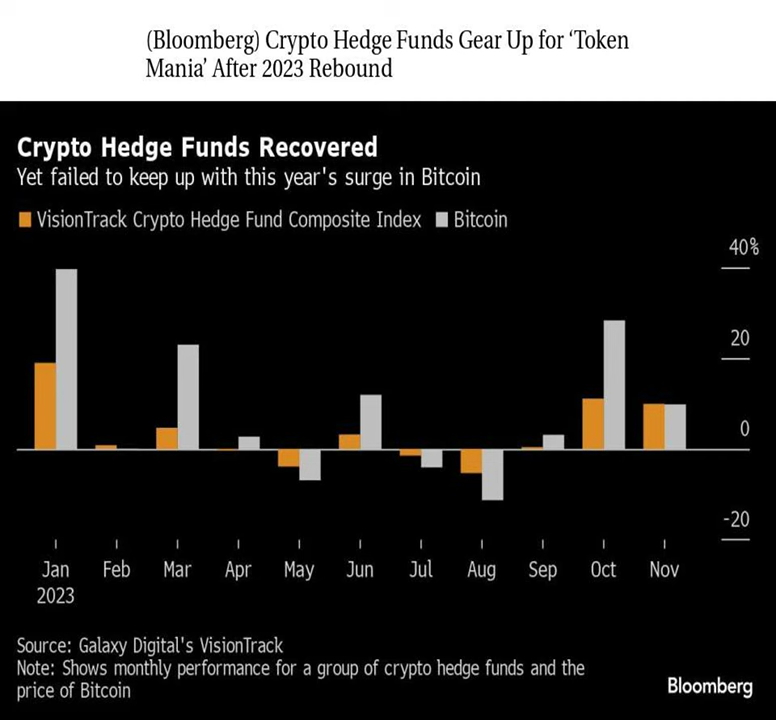 (Bloomberg) Crypto Hedge Funds Gear Up for ‘Token
Mania’ After 2023 Rebound
Crypto Hedge Funds Recovered
Yet failed to keep up with this year's surge in Bitcoin
VisionTrack Crypto Hedge Fund Composite Index Bitcoin
40%
20
0
-20
Jan Feb Mar Apr May Jun Jul Aug Sep Oct Nov
2023
Source: Galaxy Digital's VisionTrack
Note: Shows monthly performance for a group of crypto hedge funds and the
price of Bitcoin
Bloomberg